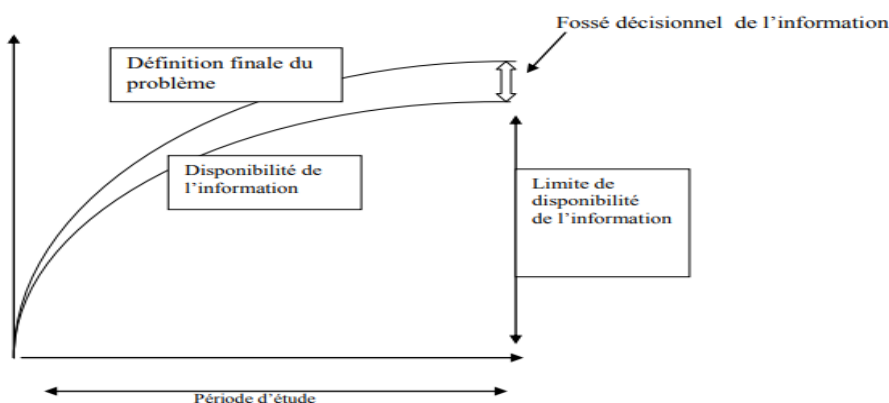 Fossé décisionnel de l'information
Définition finale du
problème
Disponibilité de
l'information
Limite de
disponibilité
de l'information
Période d'étude